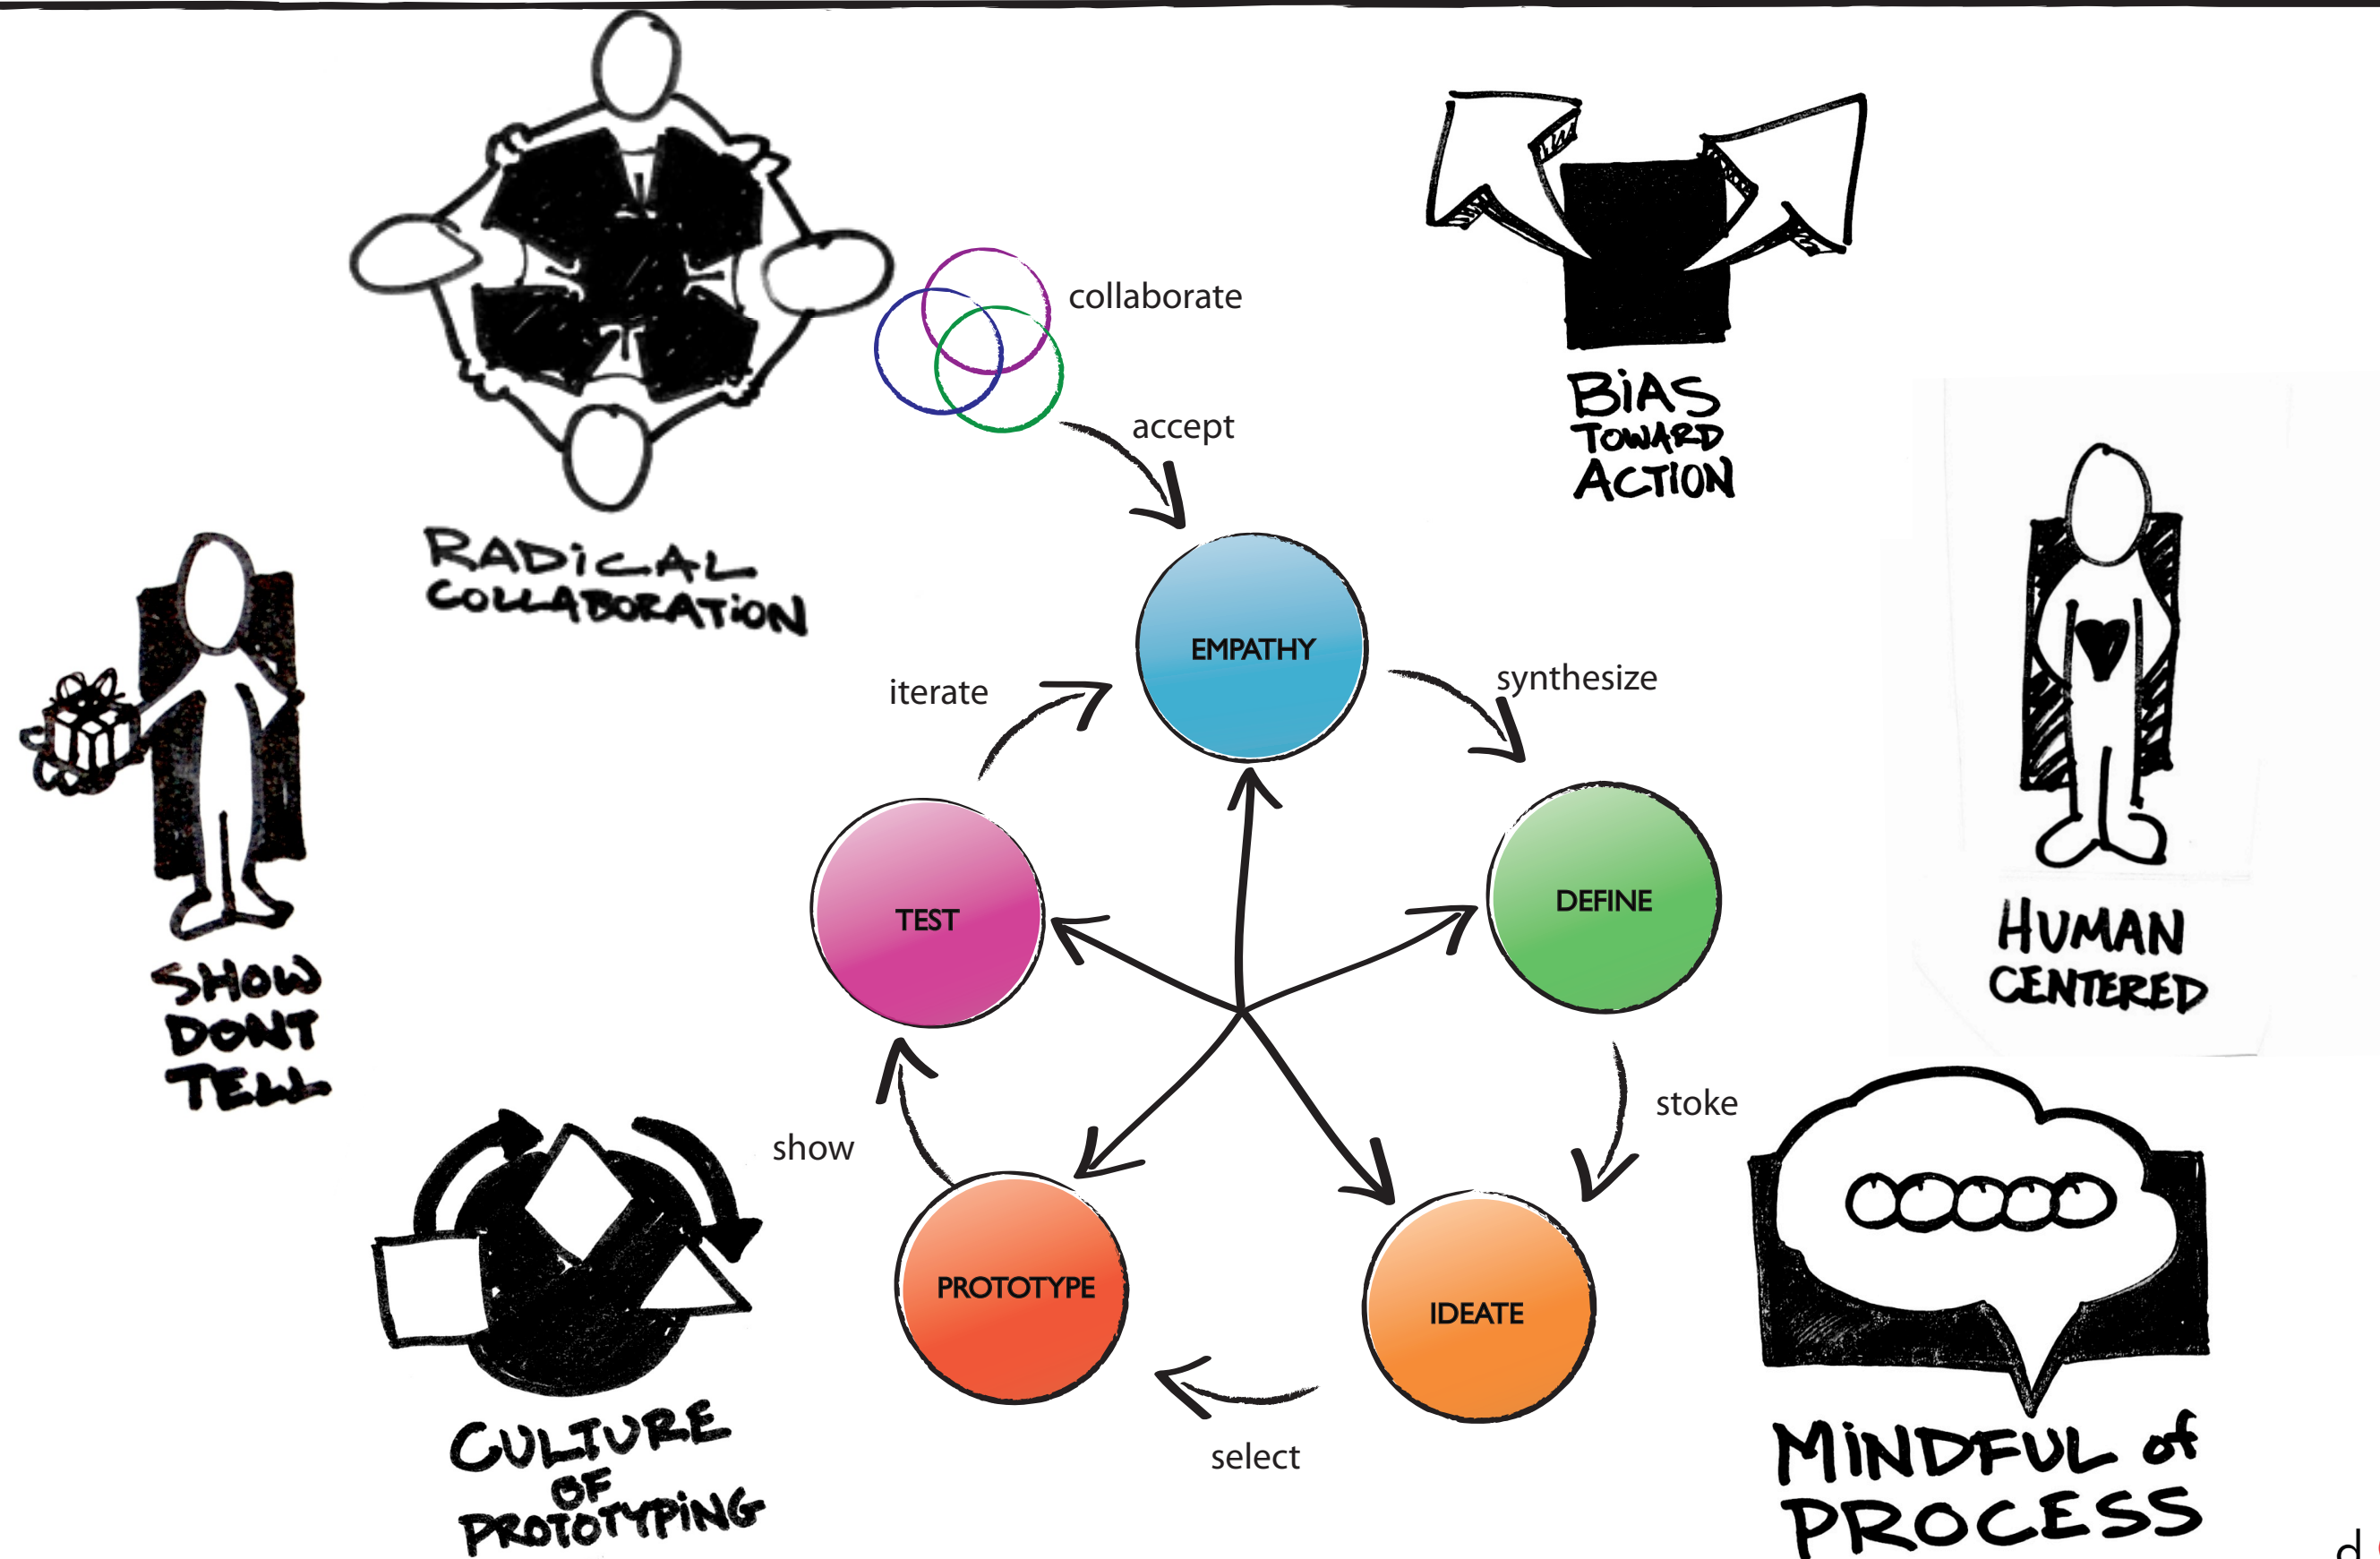 collaborate
accept
BiAS
TOWARD
ACTION
RADiCAL
COLLABORATiON
EMPATHY
iterate
synthesize
TEST
DEFINE
HUMAN
CENTERED
SHOW
DONT
TELL
show
stoke
PROTOTYPE
IDEATE
select
CULTURE
OF
PROTOTYPiNG
MiNDFUL of
PROCESS
d